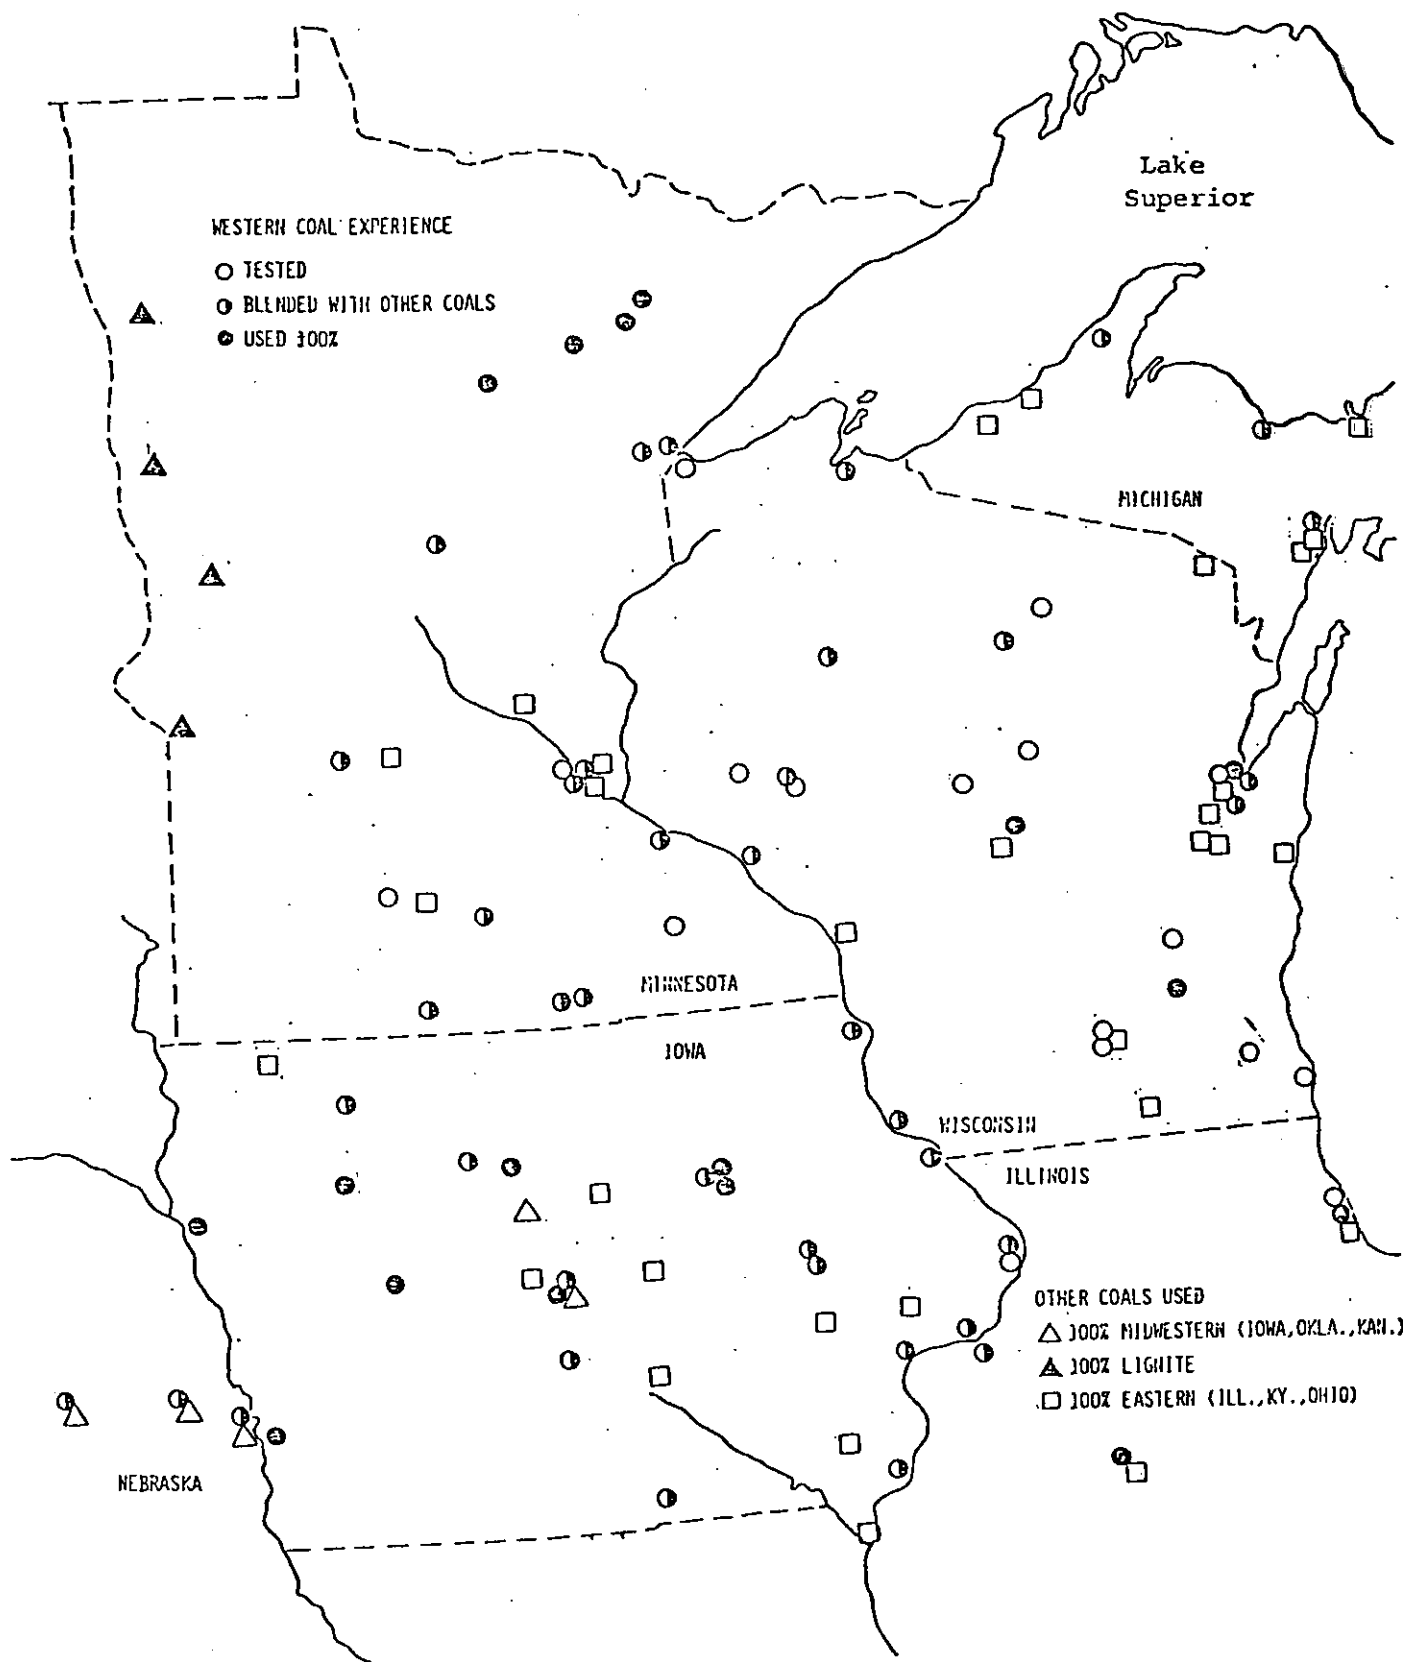 Lake
Superior
WESTERN COAL EXPERIENCE
TESTED
BLENDED WITH OTHER COALS
USED 100%
MICHIGAN
MINNESOTA
IOWA
WISCONSIN
ILLINOIS
OTHER COALS USED
100% MIDWESTERN (IOWA,OKLA.,KAN.)
100% LIGNITE
100% EASTERN (ILL.,KY.,OHIO)
NEBRASKA